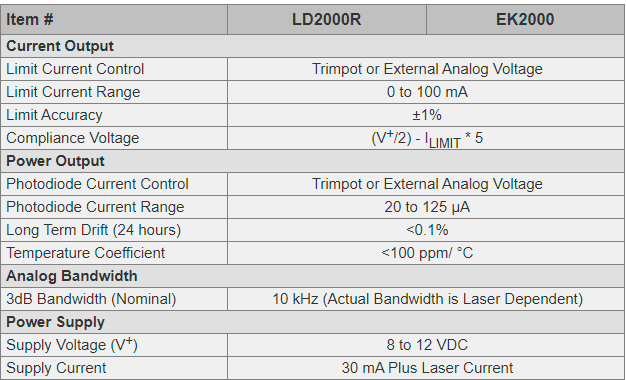 Item # LD2000R EK2000
Current Output
Limit Current Control Trimpot or External Analog Voltage
Limit Current Range 0 to 100 mA
Limit Accuracy ±1%
Compliance Voltage (V⁺/2) - I_LIMIT * 5
Power Output
Photodiode Current Control Trimpot or External Analog Voltage
Photodiode Current Range 20 to 125 µA
Long Term Drift (24 hours) <0.1%
Temperature Coefficient <100 ppm/ °C
Analog Bandwidth
3dB Bandwidth (Nominal) 10 kHz (Actual Bandwidth is Laser Dependent)
Power Supply
Supply Voltage (V⁺) 8 to 12 VDC
Supply Current 30 mA Plus Laser Current